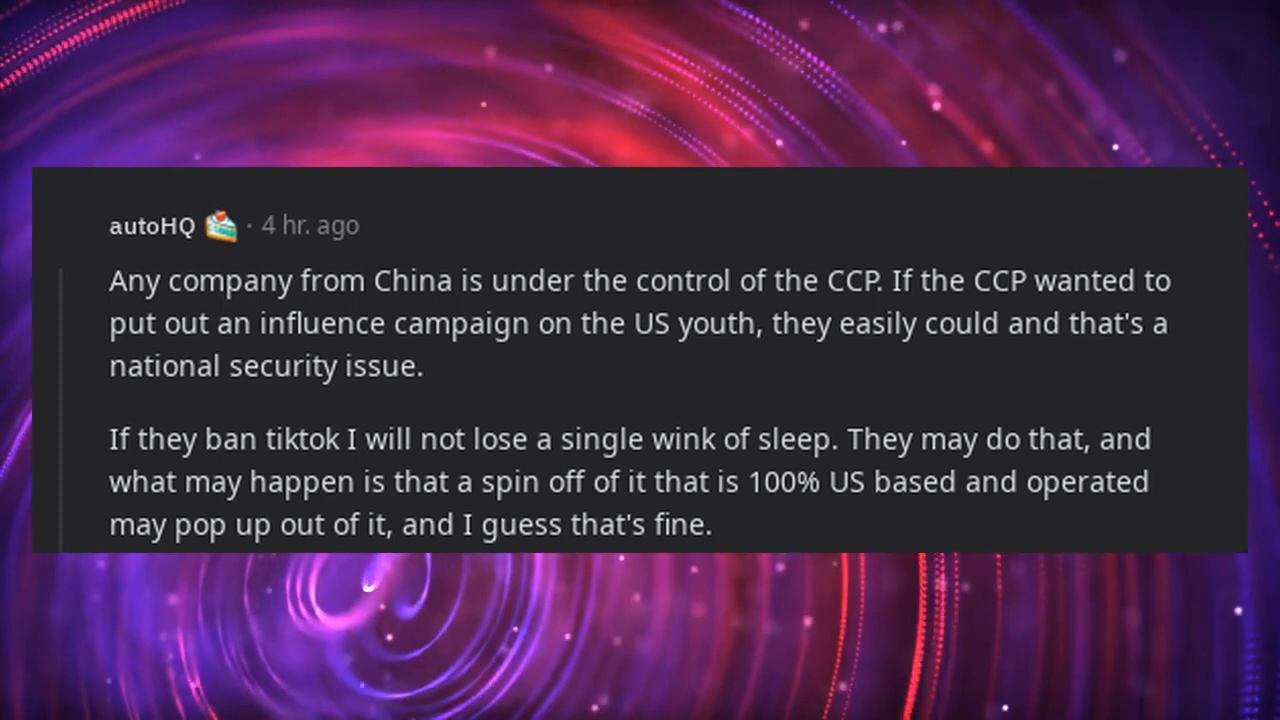 autoHQ 🍰 · 4 hr. ago
Any company from China is under the control of the CCP. If the CCP wanted to
put out an influence campaign on the US youth, they easily could and that's a
national security issue.
If they ban tiktok I will not lose a single wink of sleep. They may do that, and
what may happen is that a spin off of it that is 100% US based and operated
may pop up out of it, and I guess that's fine.